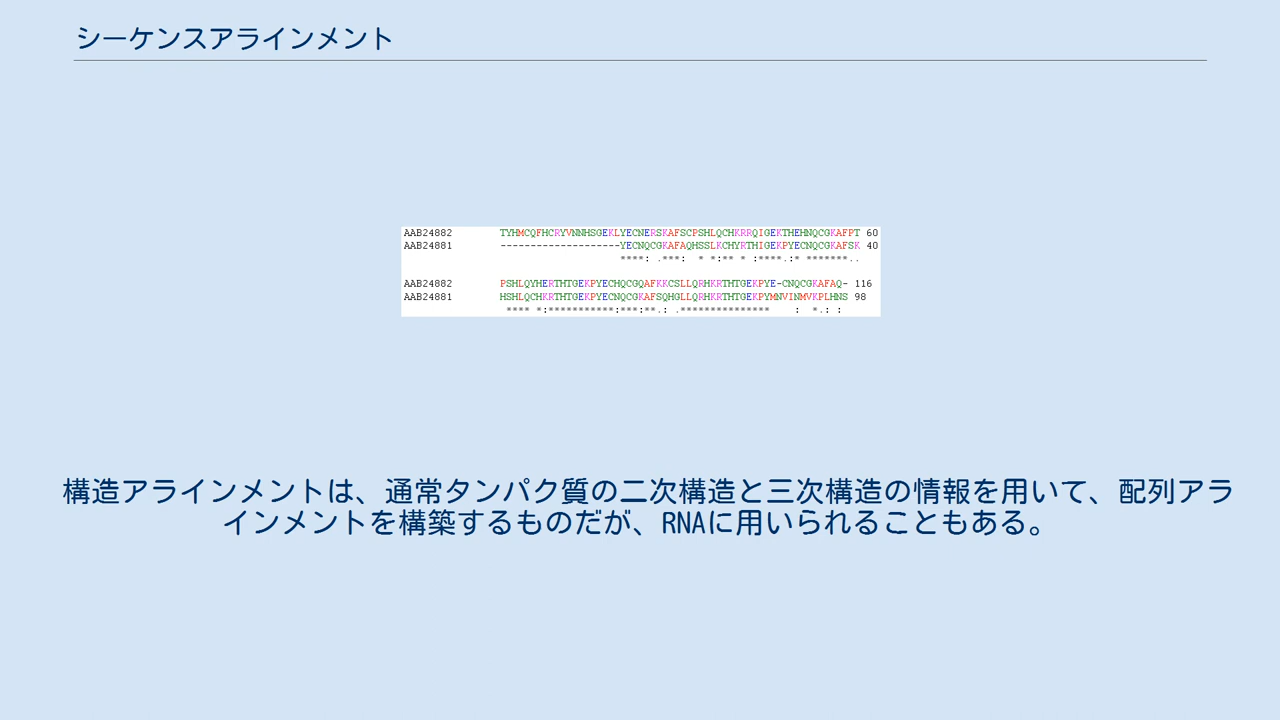 シーケンスアラインメント
AAB24882 TYHMCQFHCRYVNNHSGEKLYECNERSKAFSCPSHLQCHKRRQIGEKTHEHNQCGKAFPT 60
AAB24881 --------------------YECNQCGKAFAQHSSLKCHYRTHIGEKPYECNQCGKAFSK 40
****: .***: * *:** * :****.:* *******..
AAB24882 PSHLQYHERTHTGEKPYECHQCGQAFKKCSLLQRHKRTHTGEKPYE-CNQCGKAFAQ- 116
AAB24881 HSHLQCHKRTHTGEKPYECNQCGKAFSQHGLLQRHKRTHTGEKPYMNVINMVKPLHNS 98
**** *:***********:***:**.: .*************** : *.: :
構造アラインメントは、通常タンパク質の二次構造と三次構造の情報を用いて、配列アラ
インメントを構築するものだが、RNAに用いられることもある。